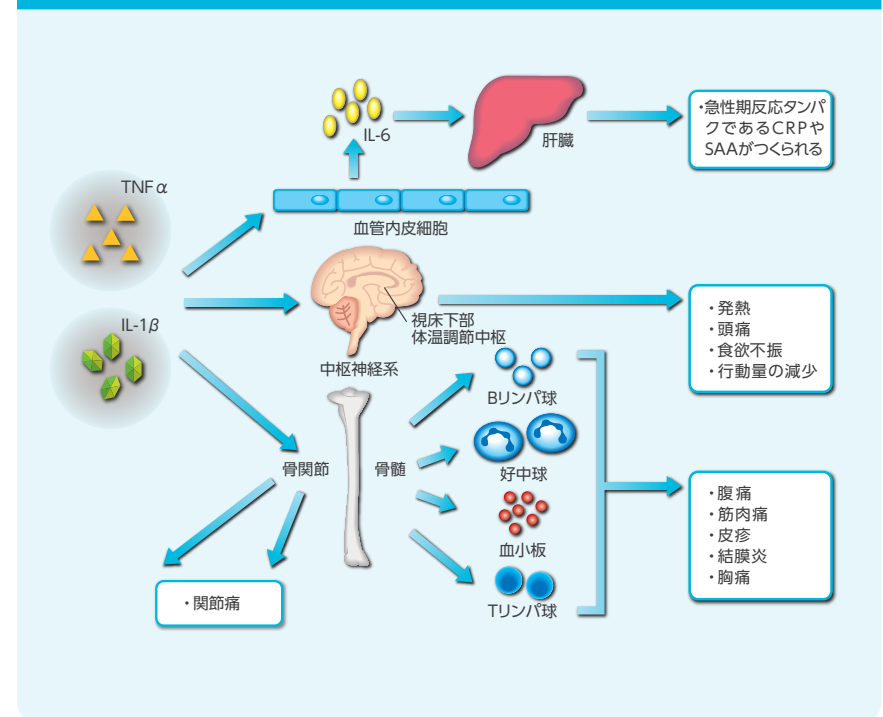 TNFα
IL-1β
IL-6
肝臓
・急性期反応タンパ
クであるCRPや
SAAがつくられる
血管内皮細胞
視床下部
体温調節中枢
中枢神経系
・発熱
・頭痛
・食欲不振
・行動量の減少
骨関節
骨髄
Bリンパ球
好中球
血小板
Tリンパ球
・腹痛
・筋肉痛
・皮疹
・結膜炎
・胸痛
・関節痛